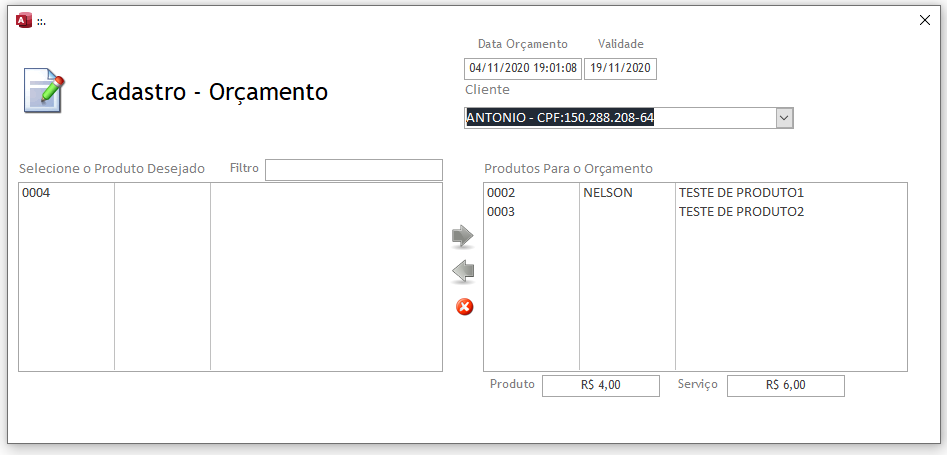 ::.
Data Orçamento Validade
04/11/2020 19:01:08 19/11/2020
Cadastro - Orçamento
Cliente
ANTONIO - CPF:150.288.208-64
Selecione o Produto Desejado Filtro
Produtos Para o Orçamento
0004
0002 NELSON TESTE DE PRODUTO1
0003 TESTE DE PRODUTO2
Produto R$ 4,00 Serviço R$ 6,00